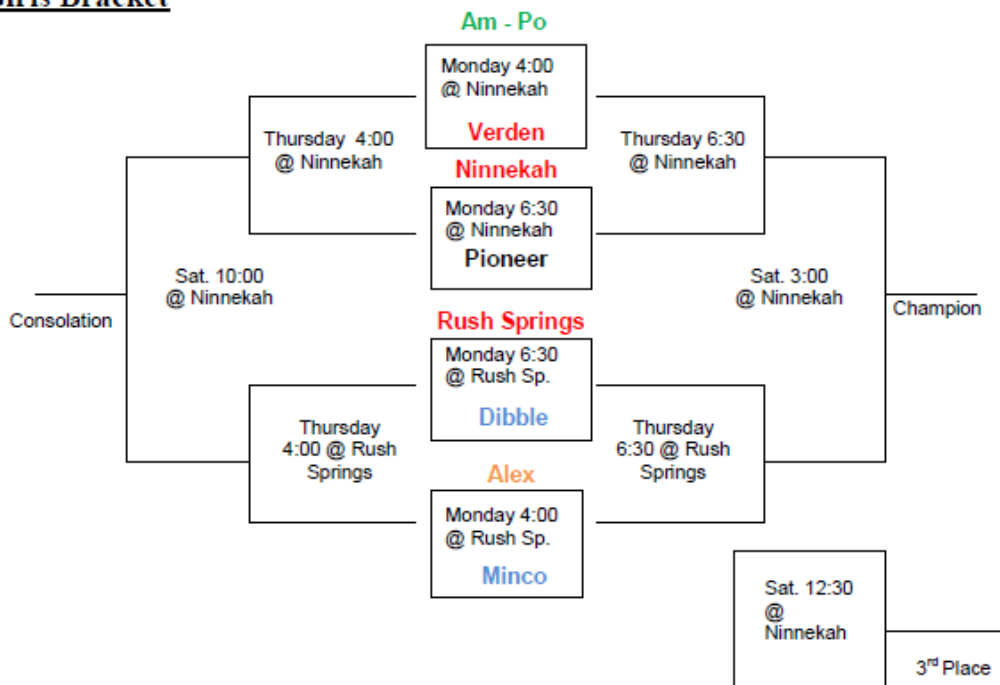 Girls Bracket
Am - Po
Monday 4:00
@ Ninnekah
Verden
Thursday 4:00
@ Ninnekah
Thursday 6:30
@ Ninnekah
Ninnekah
Monday 6:30
@ Ninnekah
Pioneer
Sat. 10:00
@ Ninnekah
Sat. 3:00
@ Ninnekah
Consolation
Champion
Rush Springs
Monday 6:30
@ Rush Sp.
Dibble
Thursday
4:00 @ Rush
Springs
Thursday
6:30 @ Rush
Springs
Alex
Monday 4:00
@ Rush Sp.
Minco
Sat. 12:30
@
Ninnekah
3rd Place